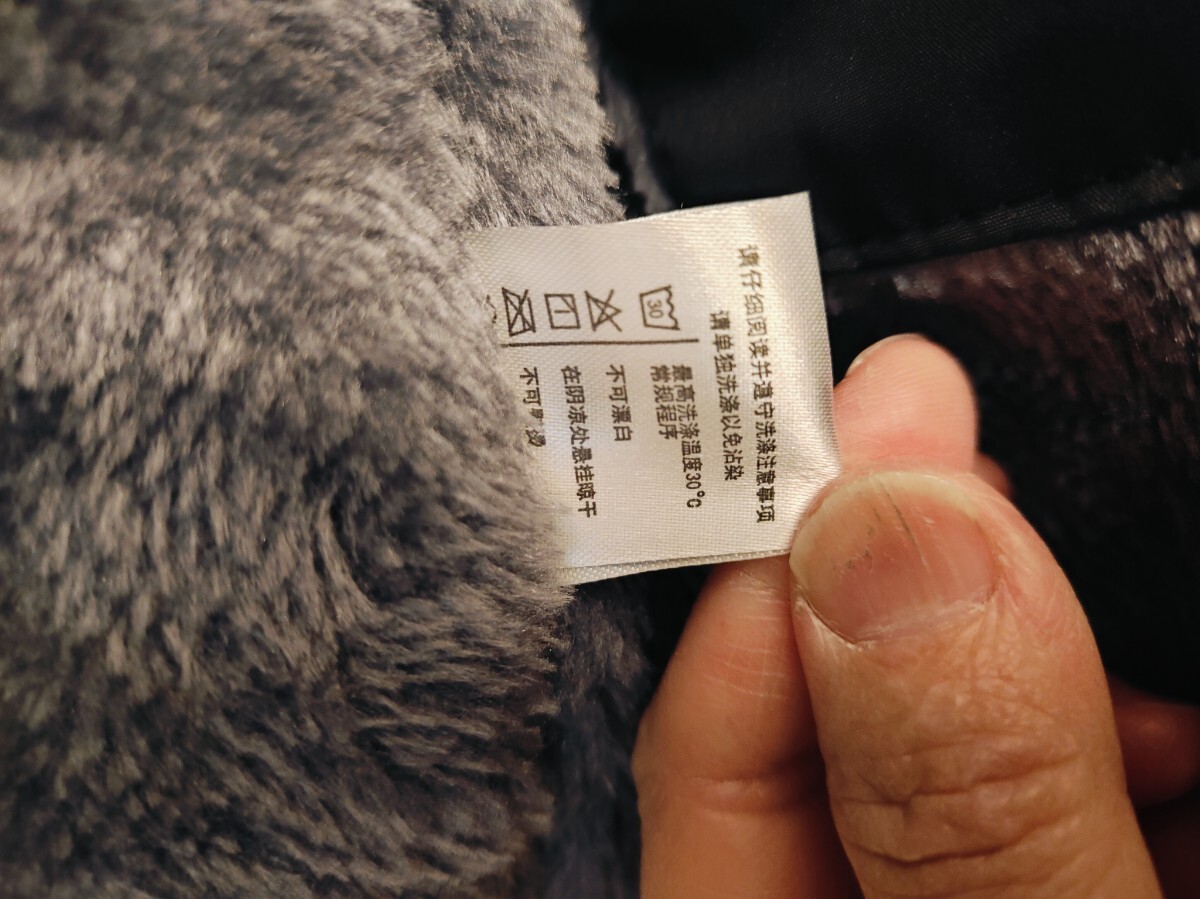 请仔细阅读并遵守洗涤注意事项
请单独洗涤以免沾染
30
最高洗涤温度30℃
常规程序
不可漂白
在阴凉处悬挂晾干
不可